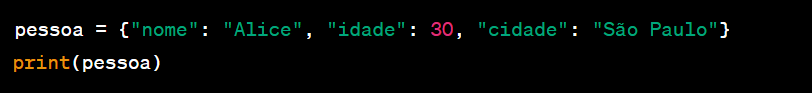 pessoa = {"nome": "Alice", "idade": 30, "cidade": "São Paulo"}
print(pessoa)